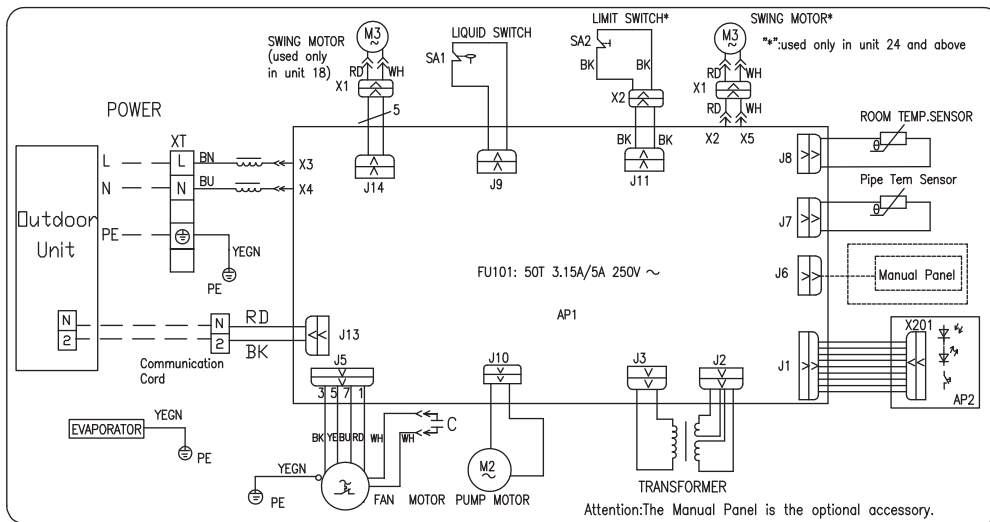 SWING MOTOR
(used only
in unit 18)
M3
~
RD
WH
X1
5
J14
LIQUID SWITCH
SA1
J9
LIMIT SWITCH*
SA2
BK
BK
X2
BK
BK
J11
SWING MOTOR*
M3
~
"*":used only in unit 24 and above
RD
WH
X1
RD
WH
X2
X5
POWER
XT
L
L
BN
X3
N
N
BU
X4
Outdoor
Unit
PE
YEGN
PE
ROOM TEMP.SENSOR
J8
θ
Pipe Tem Sensor
J7
θ
J6
Manual Panel
FU101: 50T 3.15A/5A 250V ~
AP1
N
2
N
2
RD
BK
J13
Communication
Cord
J5
3 5 7 1
BK YE BU RD
WH
WH
C
J10
J3
J2
J1
X201
AP2
EVAPORATOR
YEGN
PE
YEGN
PE
~
FAN MOTOR
M2
~
PUMP MOTOR
TRANSFORMER
Attention:The Manual Panel is the optional accessory.